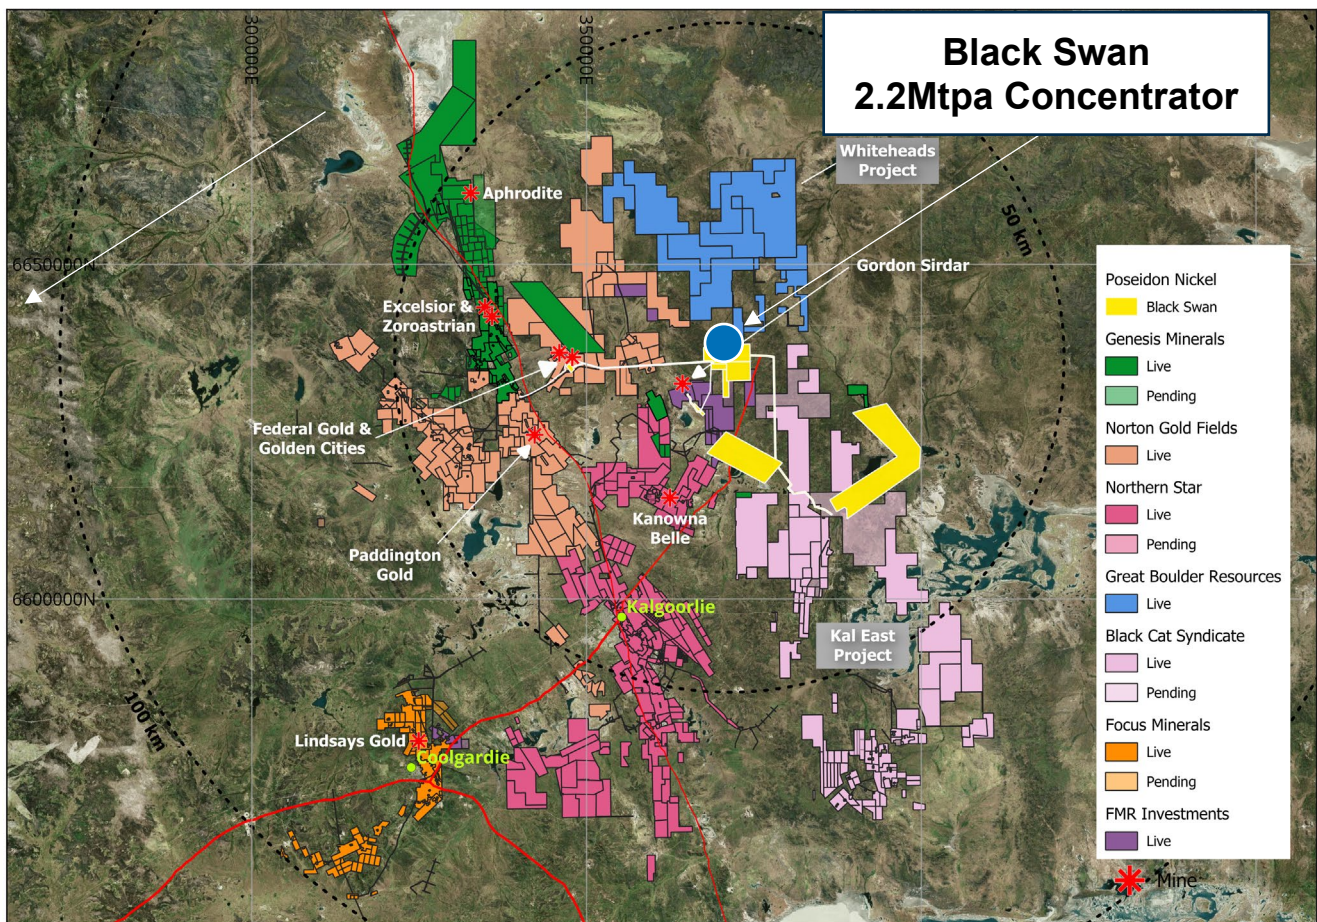 Black Swan
2.2Mtpa Concentrator
300000E
350000E
Whiteheads
Project
50 km
Aphrodite
6650000N
Gordon Sirdar
Excelsior &
Zoroastrian
Federal Gold &
Golden Cities
Kanowna
Belle
Paddington
Gold
6600000N
Kalgoorlie
Kal East
Project
100 km
Lindsays Gold
Coolgardie
Poseidon Nickel
Black Swan
Genesis Minerals
Live
Pending
Norton Gold Fields
Live
Northern Star
Live
Pending
Great Boulder Resources
Live
Black Cat Syndicate
Live
Pending
Focus Minerals
Live
Pending
FMR Investments
Live
Mine